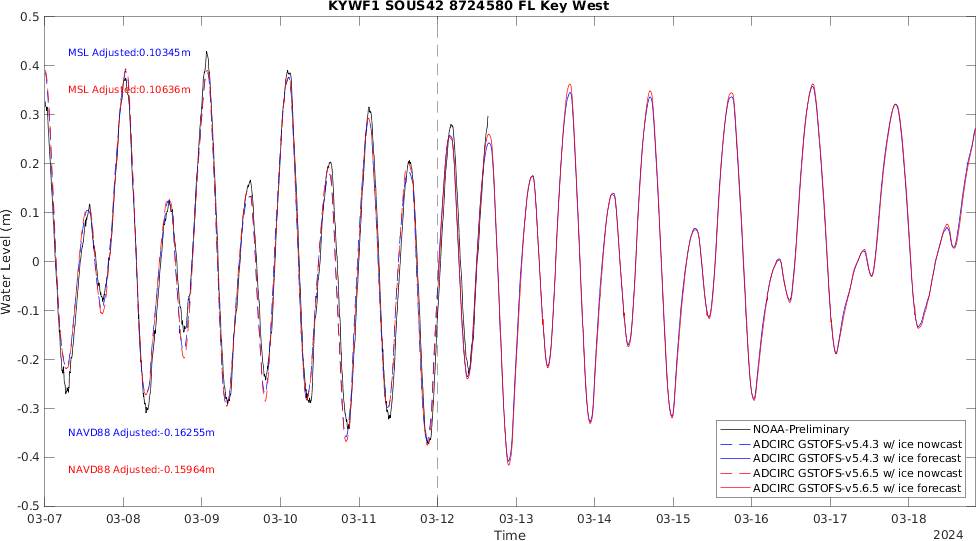 KYWF1 SOUS42 8724580 FL Key West
0.5
0.4
0.3
0.2
0.1
0
-0.1
-0.2
-0.3
-0.4
-0.5
Water Level (m)
MSL Adjusted:0.10345m
MSL Adjusted:0.10636m
NAVD88 Adjusted:-0.16255m
NAVD88 Adjusted:-0.15964m
NOAA-Preliminary
ADCIRC GSTOFS-v5.4.3 w/ ice nowcast
ADCIRC GSTOFS-v5.4.3 w/ ice forecast
ADCIRC GSTOFS-v5.6.5 w/ ice nowcast
ADCIRC GSTOFS-v5.6.5 w/ ice forecast
03-07 03-08 03-09 03-10 03-11 03-12 03-13 03-14 03-15 03-16 03-17 03-18
Time
2024